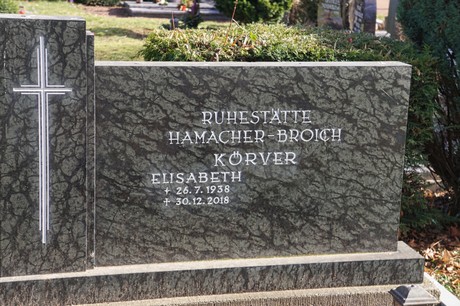 RUHESTÄTTE
HAMACHER-BROICH
KÖRVER
ELISABETH
+ 26.7.1938
+ 30.12.2018